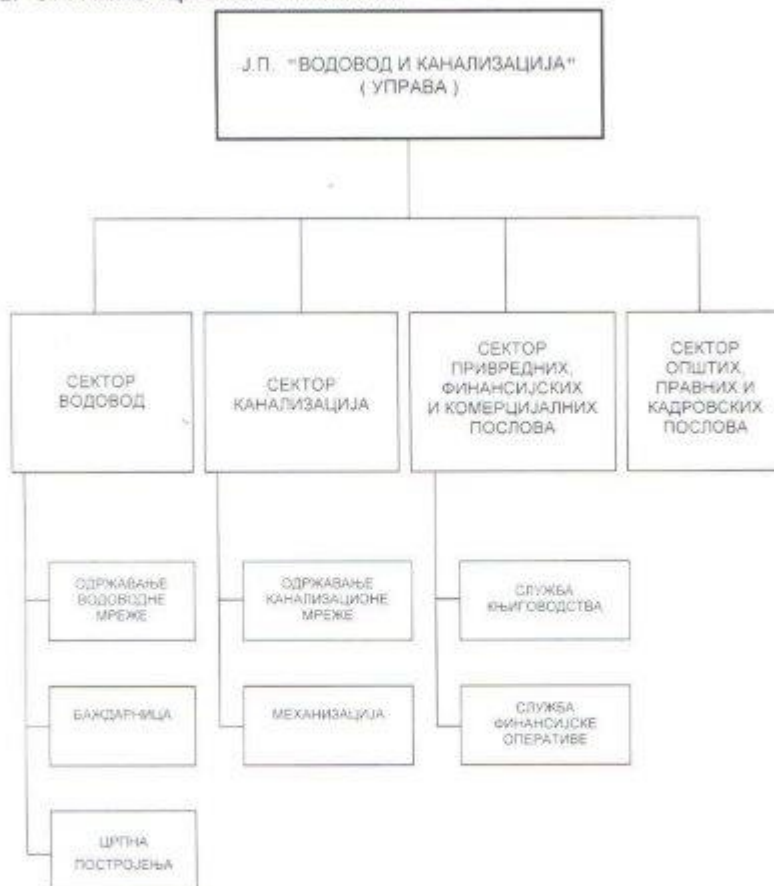 Ј.П. "ВОДОВОД И КАНАЛИЗАЦИЈА"
( УПРАВА )
СЕКТОР
ВОДОВОД
СЕКТОР
КАНАЛИЗАЦИЈА
СЕКТОР
ПРИВРЕДНИХ,
ФИНАНСИЈСКИХ
И КОМЕРЦИЈАЛНИХ
ПОСЛОВА
СЕКТОР
ОПШТИХ,
ПРАВНИХ И
КАДРОВСКИХ
ПОСЛОВА
ОДРЖАВАЊЕ
ВОДОВОДНЕ
МРЕЖЕ
ОДРЖАВАЊЕ
КАНАЛИЗАЦИОНЕ
МРЕЖЕ
СЛУЖБА
КЊИГОВОДСТВА
БАЖДАРНИЦА
МЕХАНИЗАЦИЈА
СЛУЖБА
ФИНАНСИЈСКЕ
ОПЕРАТИВЕ
ЦРПНА
ПОСТРОЈЕЊА